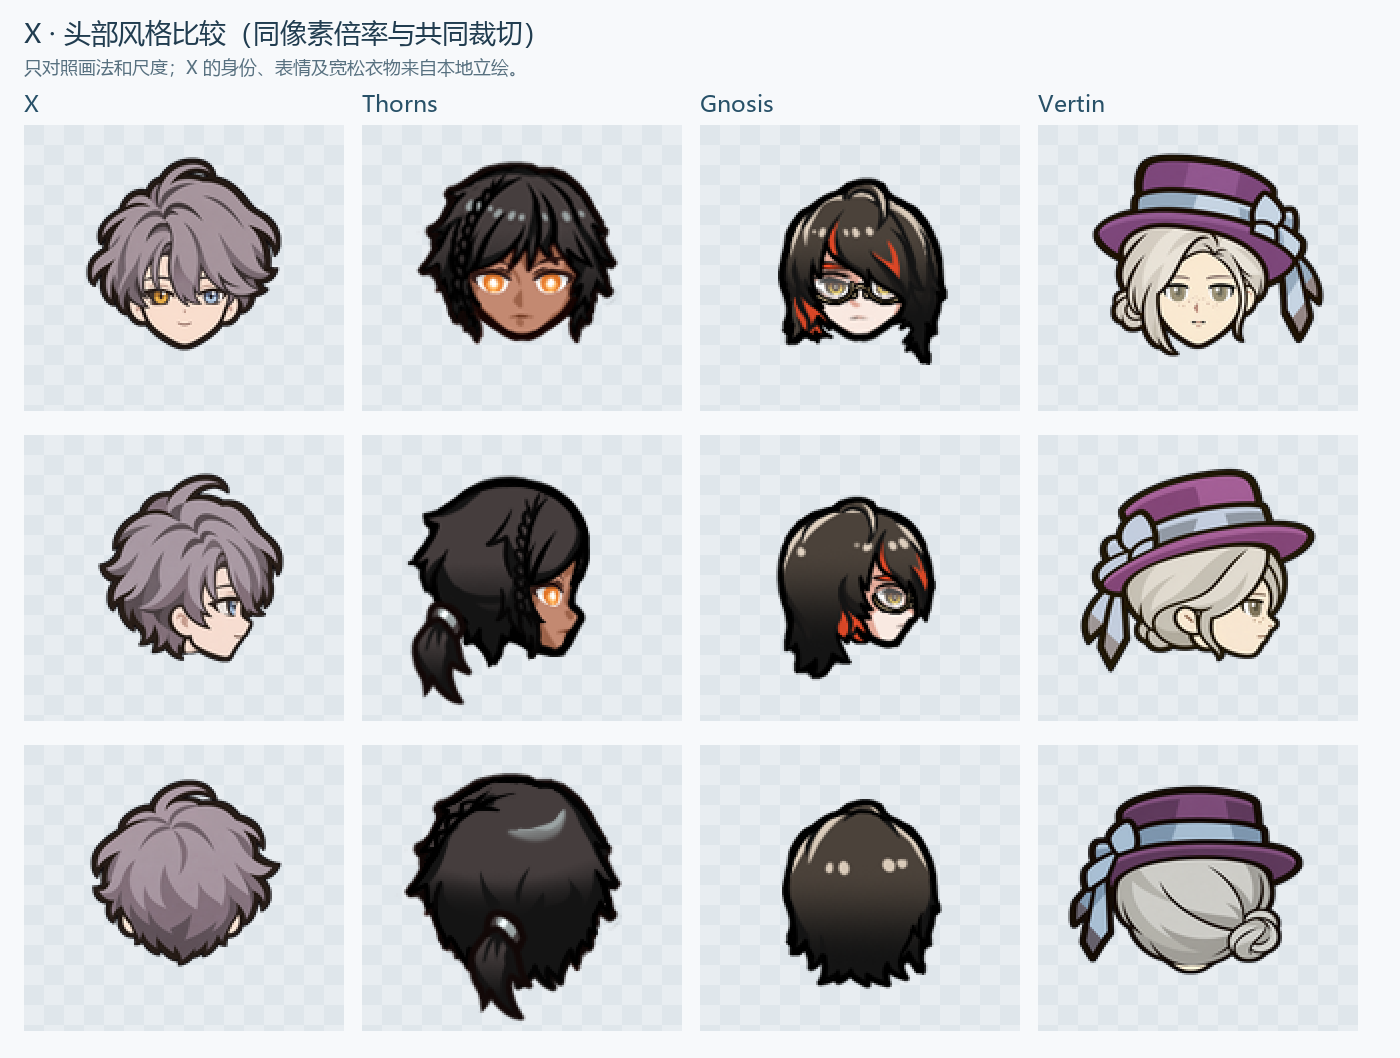 X · 头部风格比较（同像素倍率与共同裁切）
只对照画法和尺度；X 的身份、表情及宽松衣物来自本地立绘。
X Thorns Gnosis Vertin